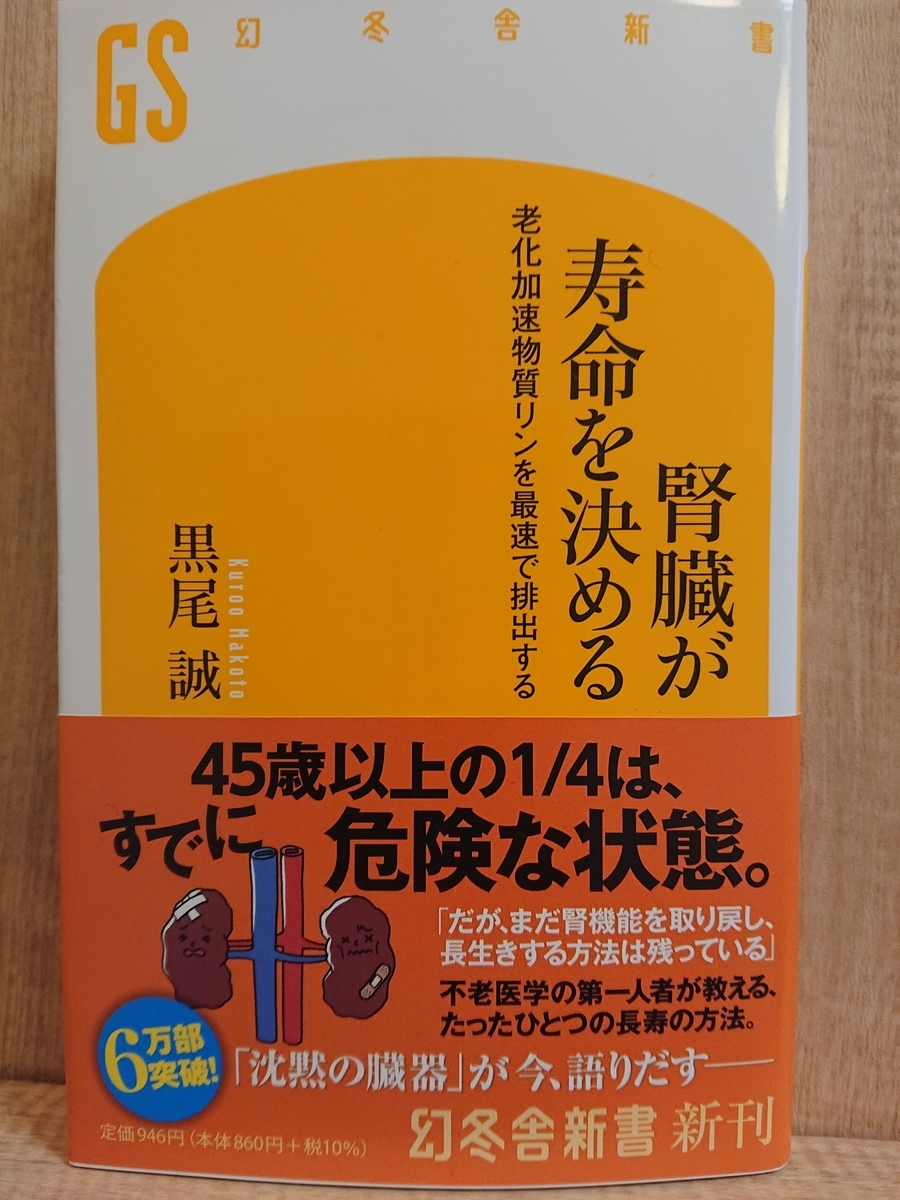 GS
幻冬舎新書
腎臓が
寿命を決める
老化加速物質リンを最速で排出する
黒尾 誠
Kuroo Makoto
45歳以上の1/4は、
すでに危険な状態。
「だが、まだ腎機能を取り戻し、
長生きする方法は残っている」
不老医学の第一人者が教える、
たったひとつの長寿の方法。
6万部
突破!
「沈黙の臓器」が今、語りだす――
定価946円(本体860円+税10%)
幻冬舎新書 新刊